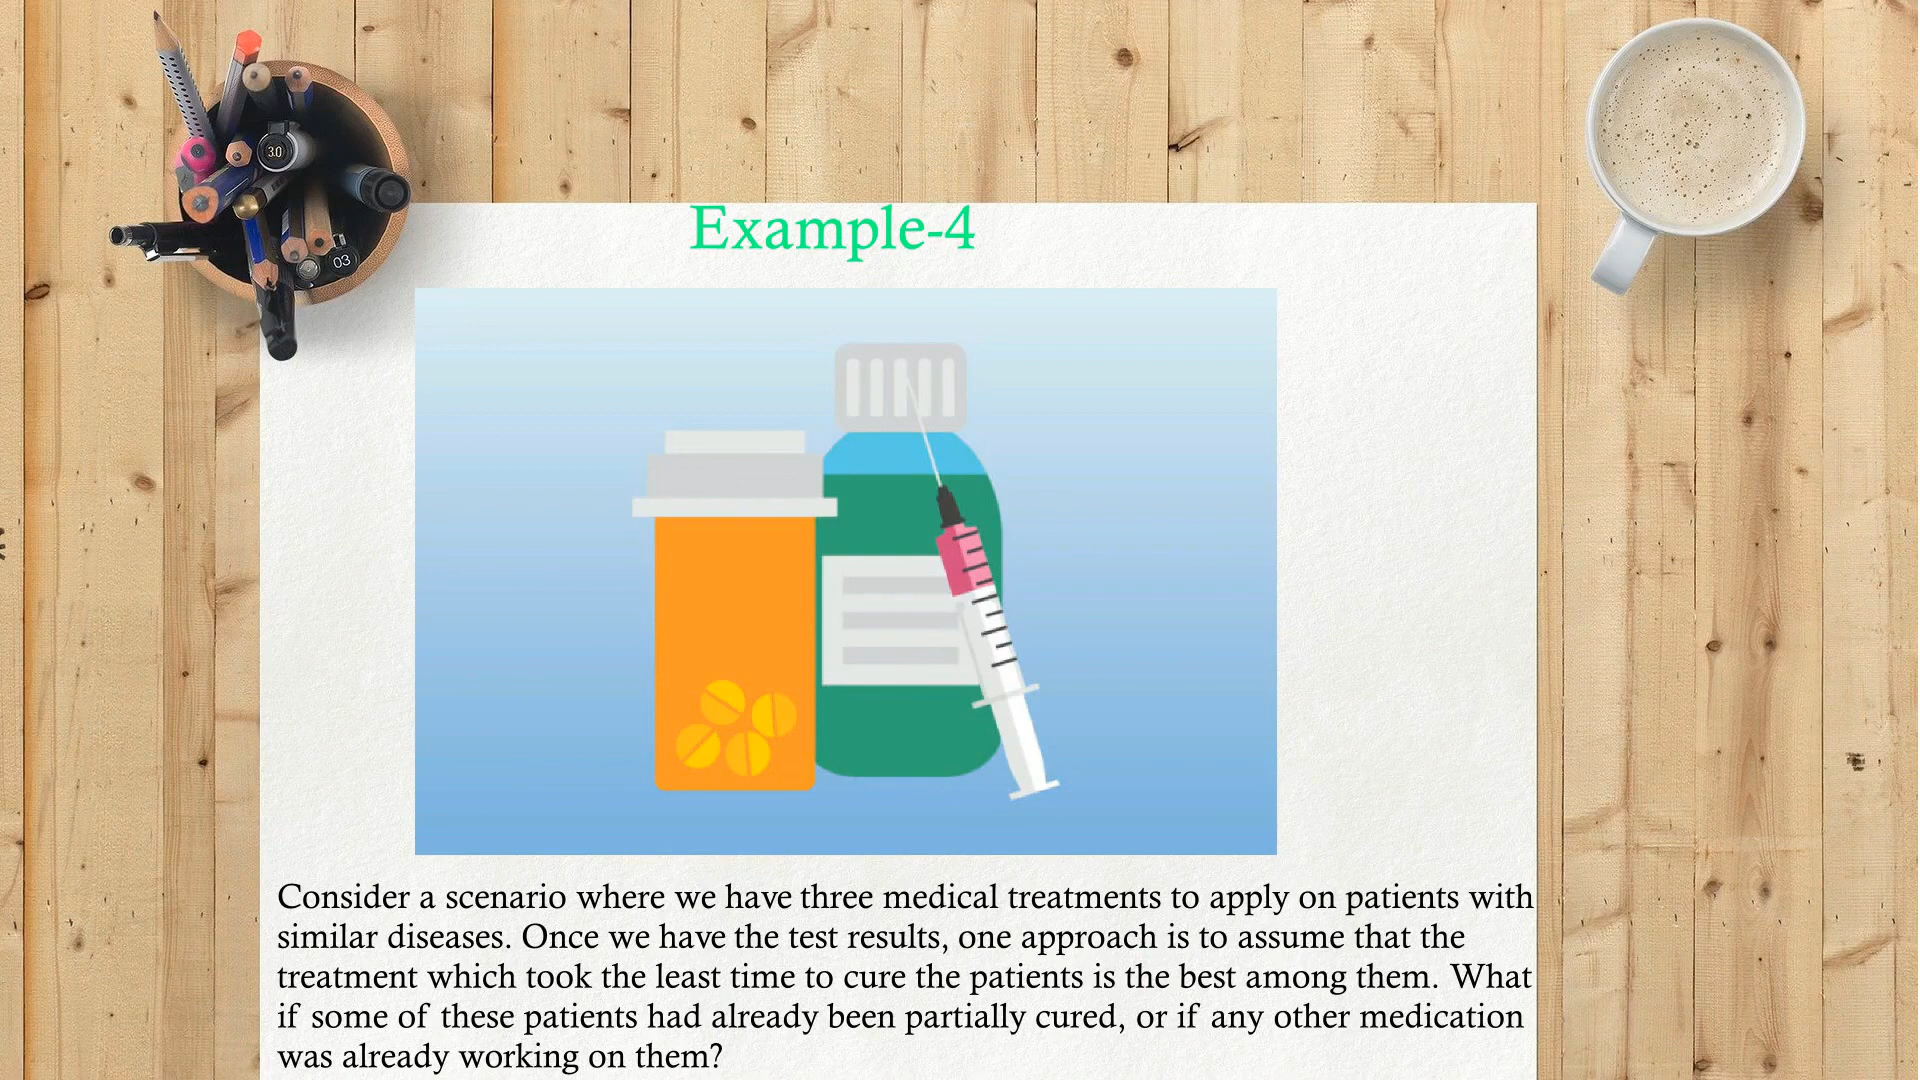 3.0
03
Example-4
Consider a scenario where we have three medical treatments to apply on patients with
similar diseases. Once we have the test results, one approach is to assume that the
treatment which took the least time to cure the patients is the best among them. What
if some of these patients had already been partially cured, or if any other medication
was already working on them?